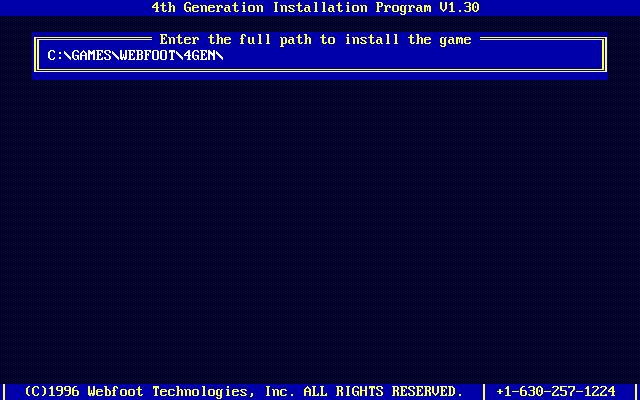 4th Generation Installation Program V1.30
Enter the full path to install the game
C:\GAMES\WEBFOOT\4GEN\
(C)1996 Webfoot Technologies, Inc. ALL RIGHTS RESERVED. | +1-630-257-1224